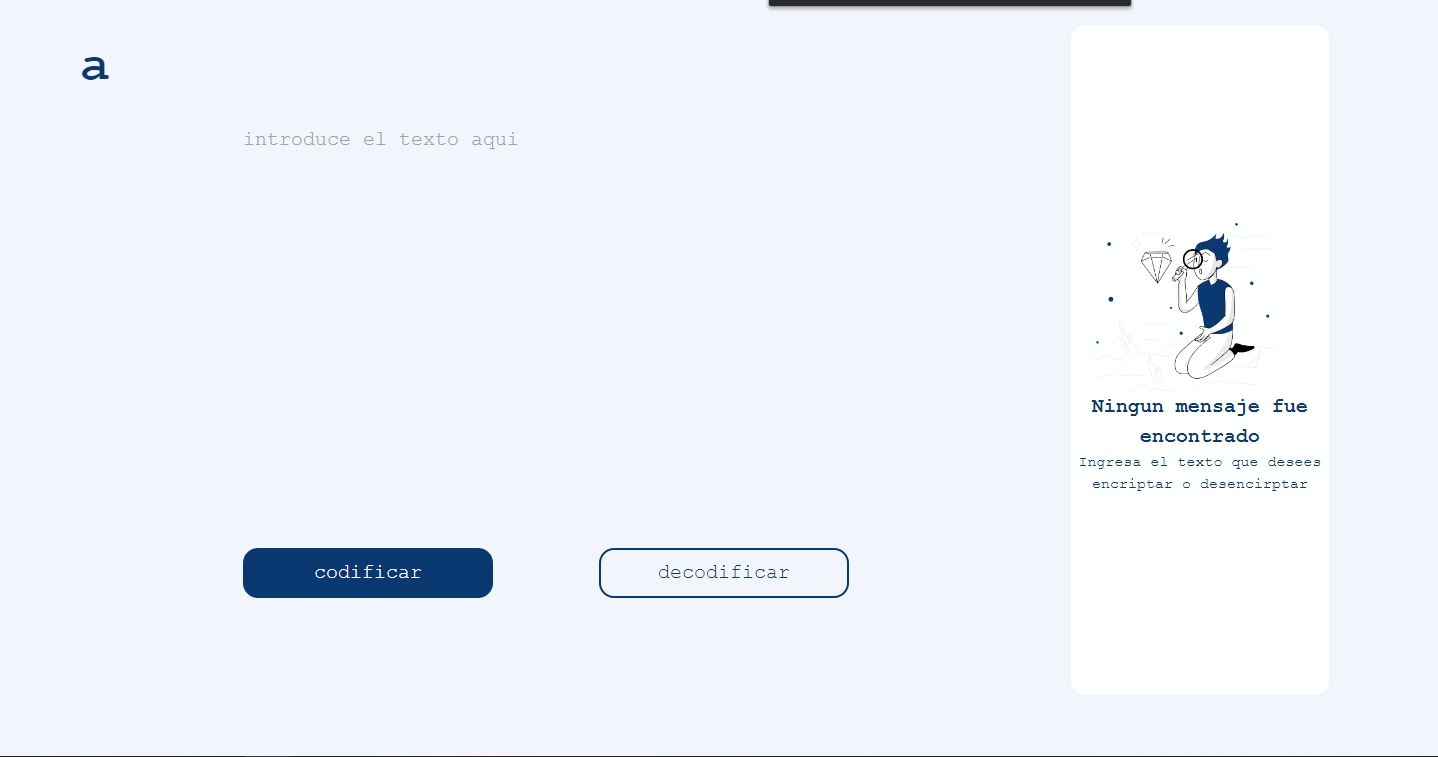 a
introduce el texto aqui
Ningun mensaje fue
encontrado
Ingresa el texto que desees
encriptar o desencirptar
codificar
decodificar